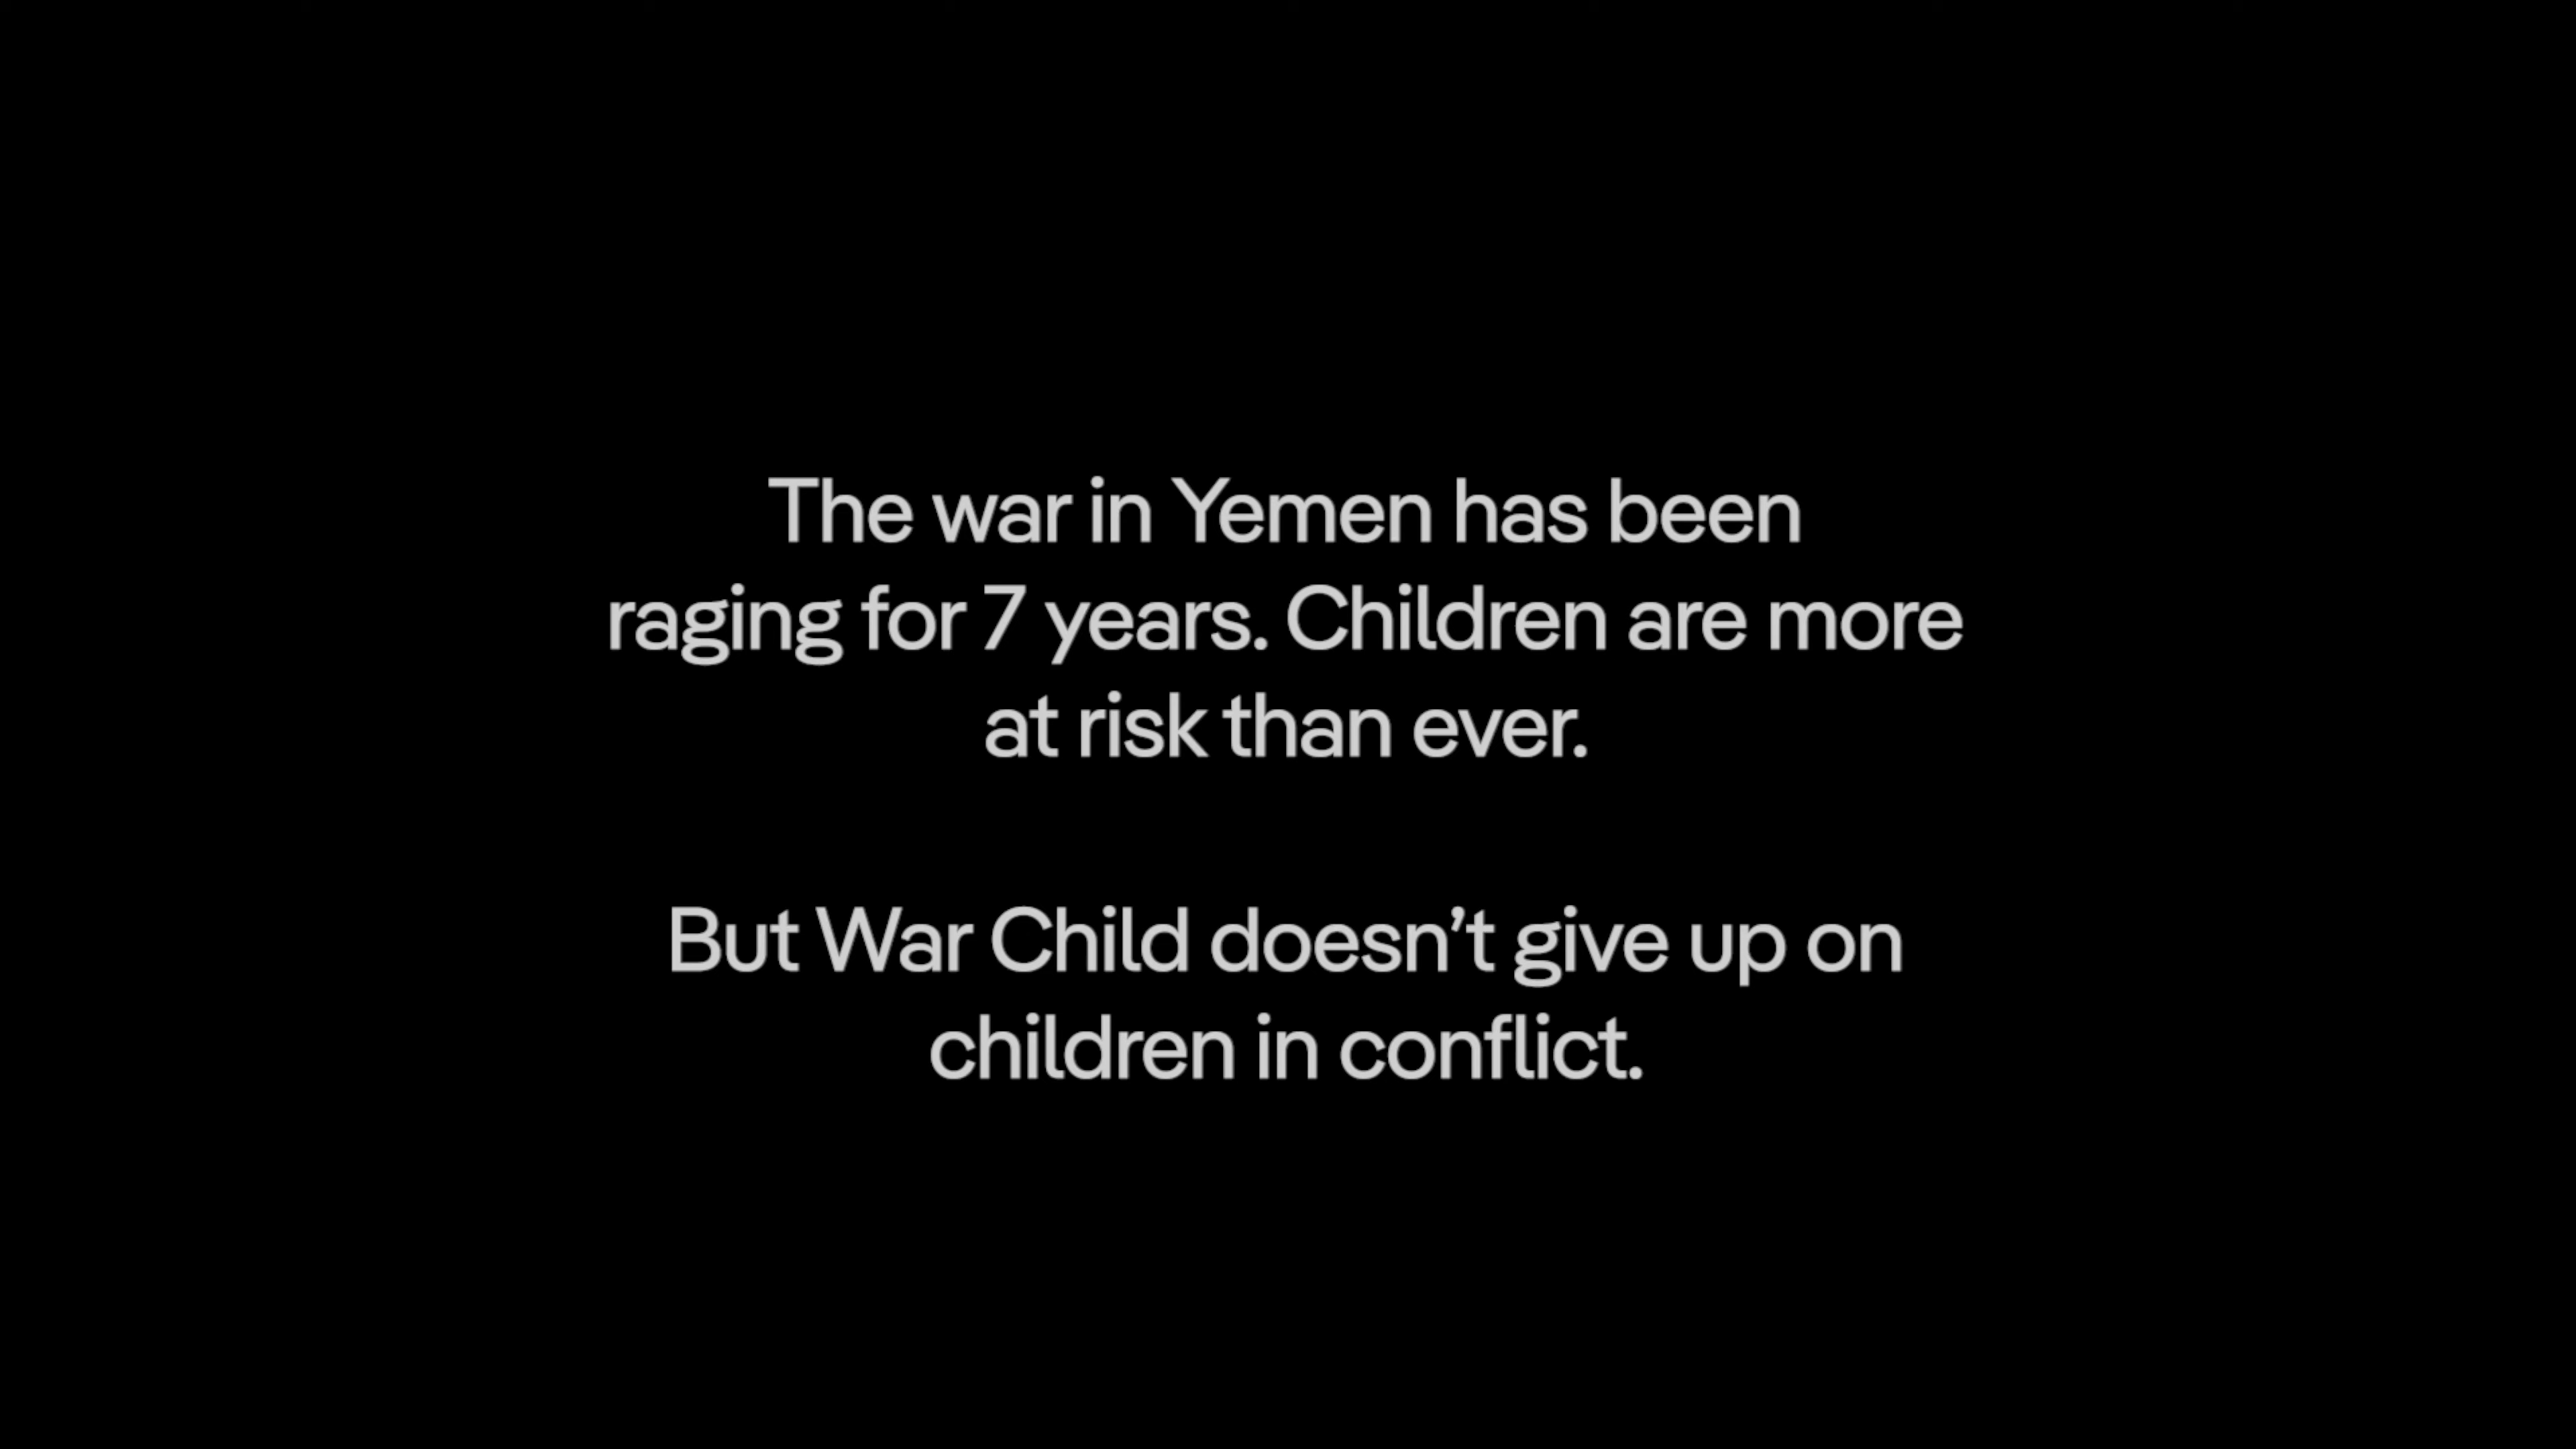 The war in Yemen has been
raging for 7 years. Children are more
at risk than ever.
But War Child doesn’t give up on
children in conflict.